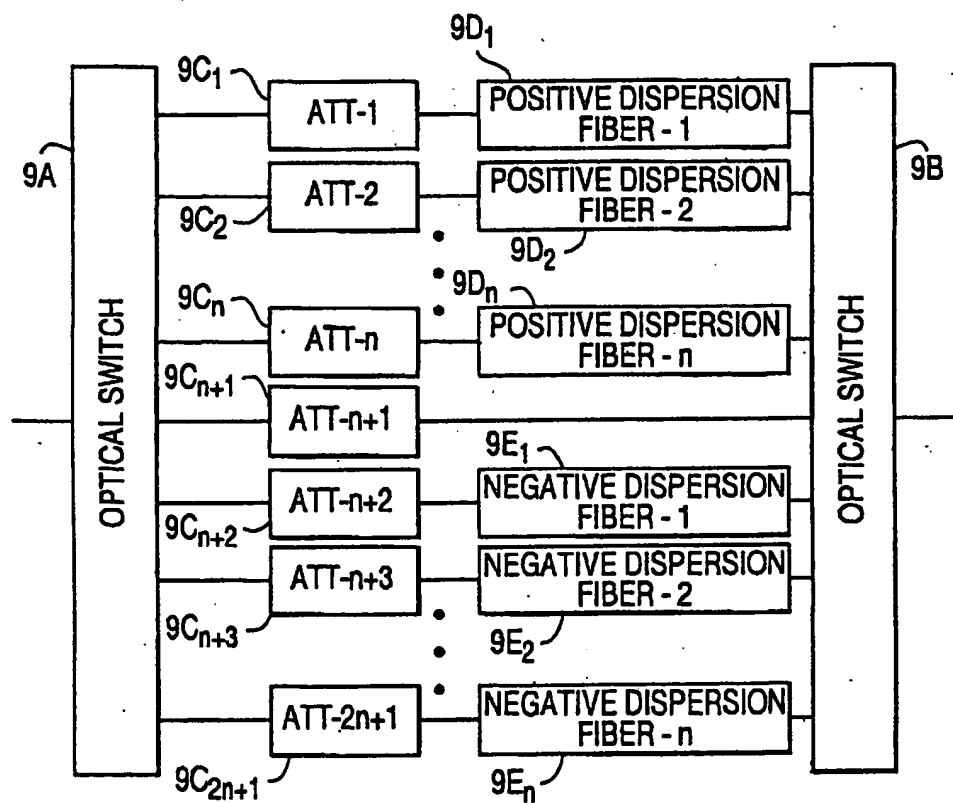 9D1
9C1
ATT-1
POSITIVE DISPERSION
FIBER - 1
9A
9B
9C2
ATT-2
POSITIVE DISPERSION
FIBER - 2
9D2
9Cn
9Dn
ATT-n
POSITIVE DISPERSION
FIBER - n
9Cn+1
ATT-n+1
OPTICAL SWITCH
OPTICAL SWITCH
9E1
9Cn+2
ATT-n+2
NEGATIVE DISPERSION
FIBER - 1
ATT-n+3
NEGATIVE DISPERSION
FIBER - 2
9Cn+3
9E2
ATT-2n+1
NEGATIVE DISPERSION
FIBER - n
9C2n+1
9En